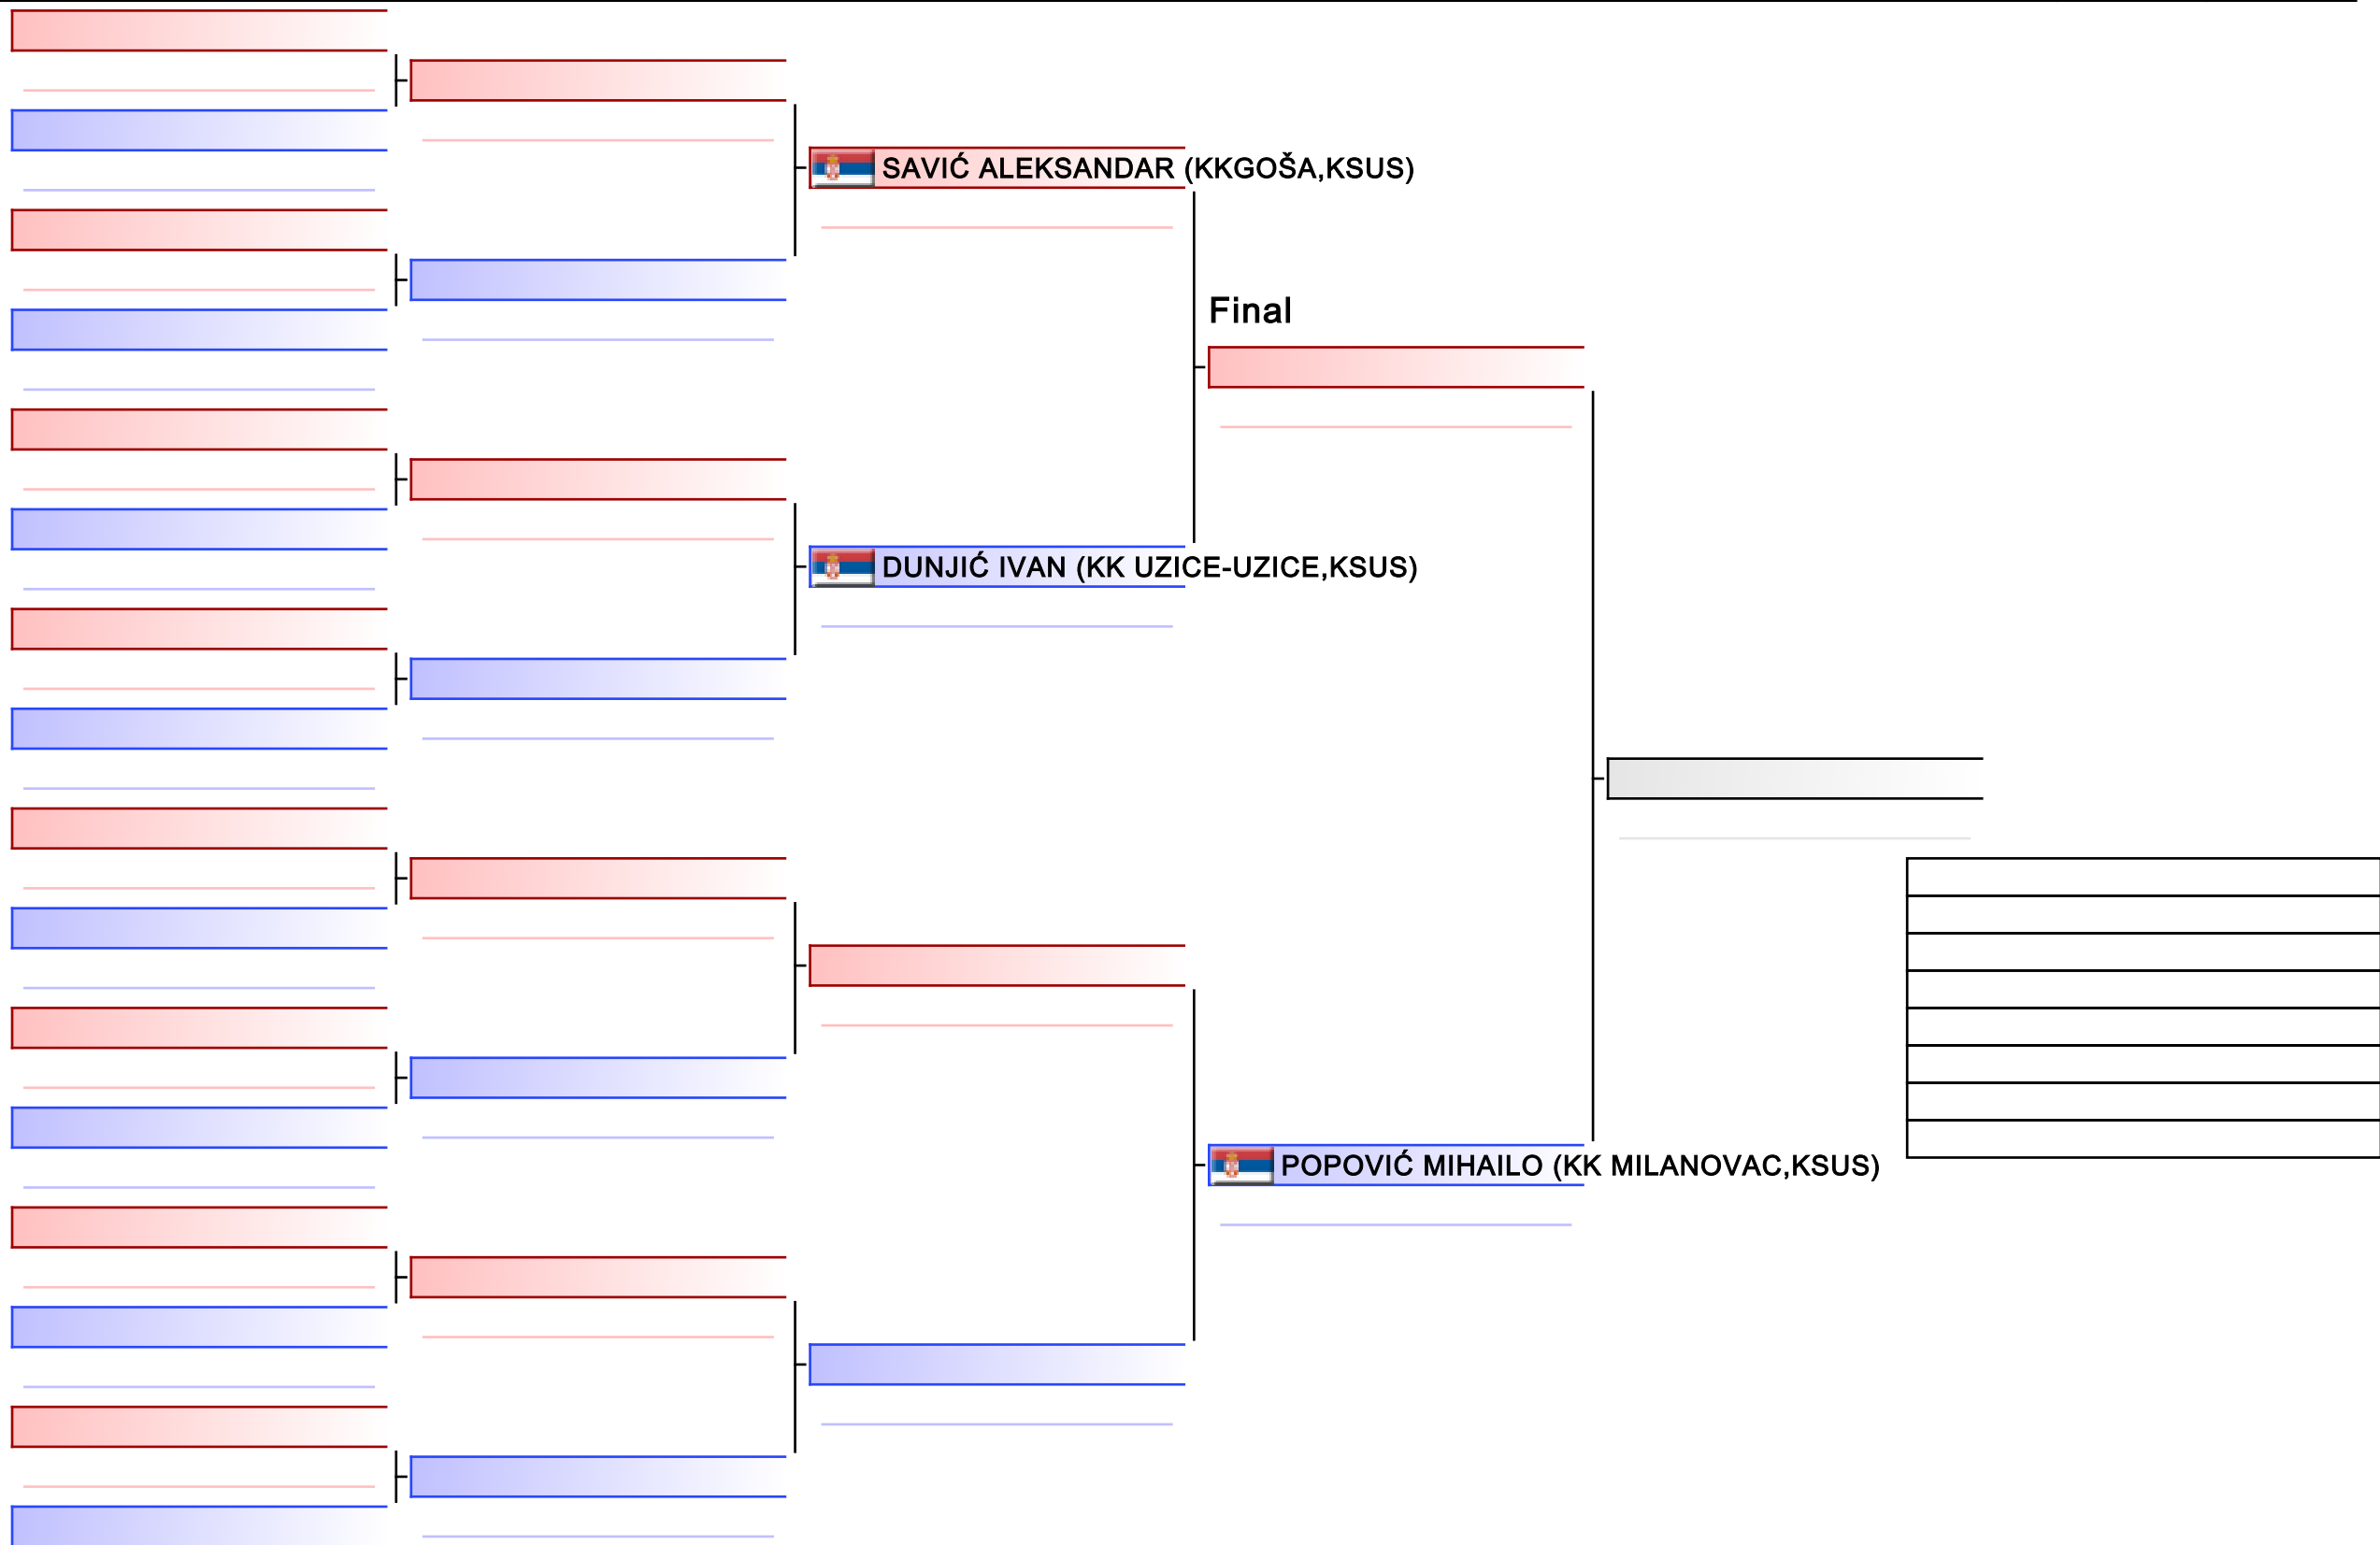 SAVIĆ ALEKSANDAR (KKGOŠA,KSUS)
Final
DUNJIĆ IVAN (KK UZICE-UZICE,KSUS)
POPOVIĆ MIHAILO (KK MILANOVAC,KSUS)